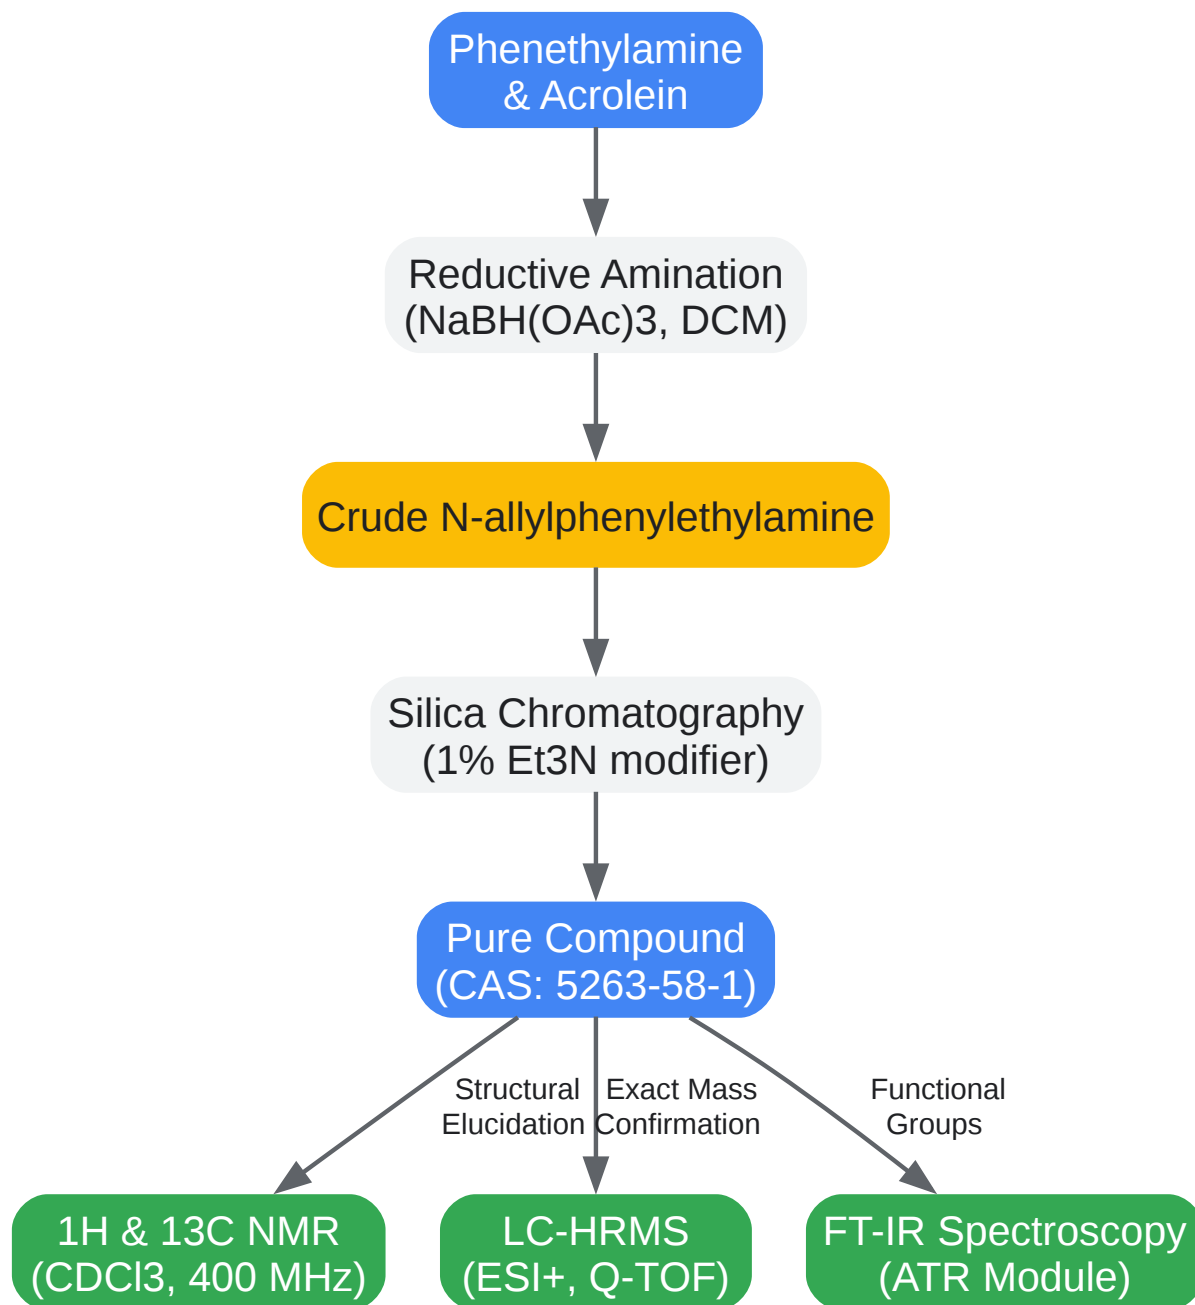 Phenethylamine
& Acrolein
Reductive Amination
(NaBH(OAc)3, DCM)
Crude N-allylphenylethylamine
Silica Chromatography
(1% Et3N modifier)
Pure Compound
(CAS: 5263-58-1)
Structural
Elucidation
Exact Mass
Confirmation
Functional
Groups
1H & 13C NMR
(CDCl3, 400 MHz)
LC-HRMS
(ESI+, Q-TOF)
FT-IR Spectroscopy
(ATR Module)